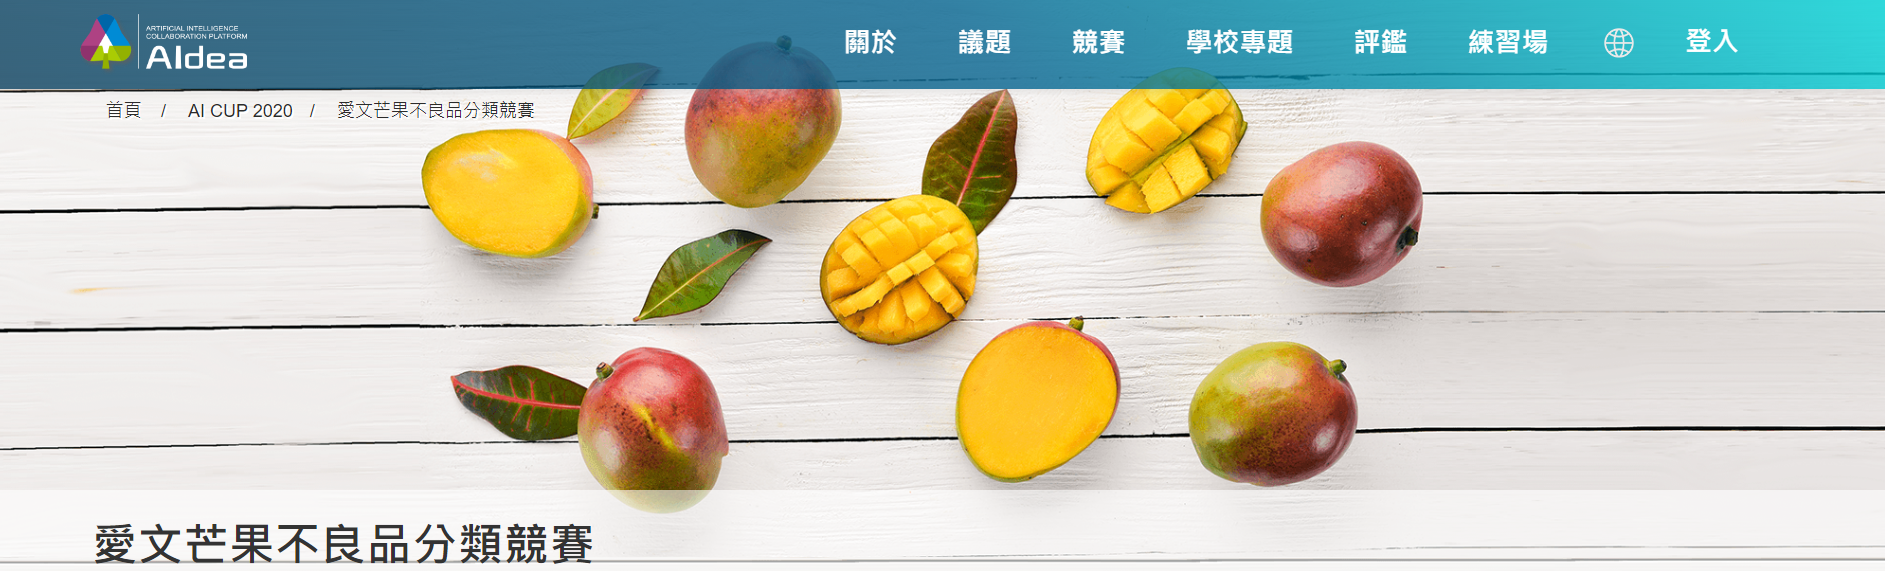 ARTIFICIAL INTELLIGENCE
COLLABORATION PLATFORM
AIdea
關於 議題 競賽 學校專題 評鑑 練習場 登入
首頁 / AI CUP 2020 / 愛文芒果不良品分類競賽
愛文芒果不良品分類競賽